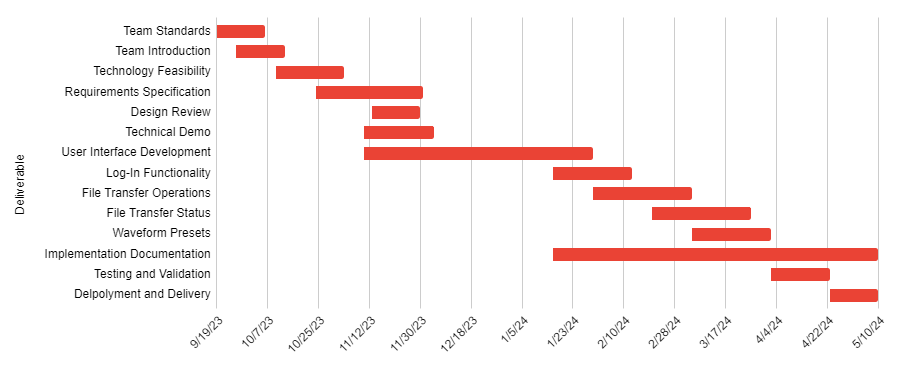 Deliverable
Team Standards
Team Introduction
Technology Feasibility
Requirements Specification
Design Review
Technical Demo
User Interface Development
Log-In Functionality
File Transfer Operations
File Transfer Status
Waveform Presets
Implementation Documentation
Testing and Validation
Delpolyment and Delivery
9/19/23
10/7/23
10/25/23
11/12/23
11/30/23
12/18/23
1/5/24
1/23/24
2/10/24
2/28/24
3/17/24
4/4/24
4/22/24
5/10/24